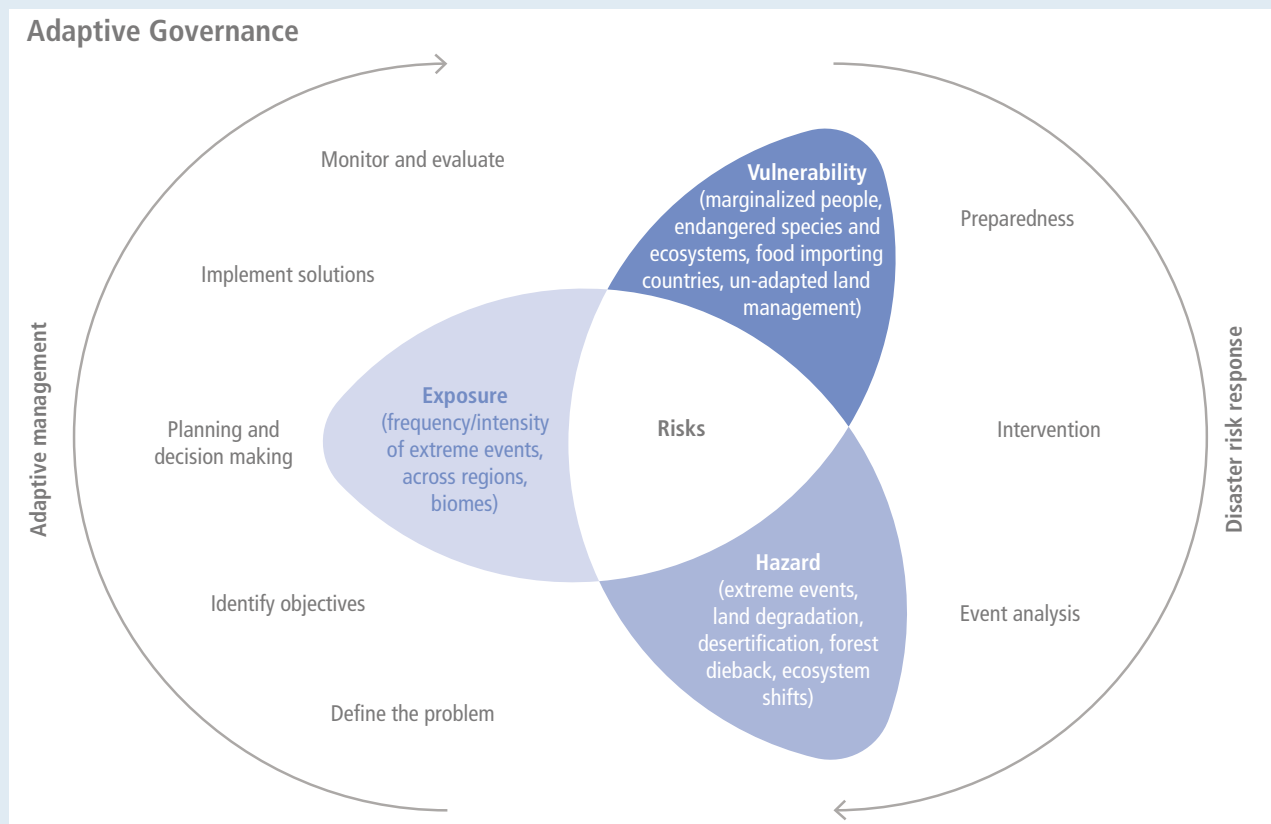 Adaptive Governance
Adaptive management
Monitor and evaluate
Implement solutions
Planning and
decision making
Identify objectives
Define the problem
Exposure
(frequency/intensity
of extreme events,
across regions,
biomes)
Risks
Vulnerability
(marginalized people,
endangered species and
ecosystems, food importing
countries, un-adapted land
management)
Hazard
(extreme events,
land degradation,
desertification, forest
dieback, ecosystem
shifts)
Preparedness
Intervention
Event analysis
Disaster risk response